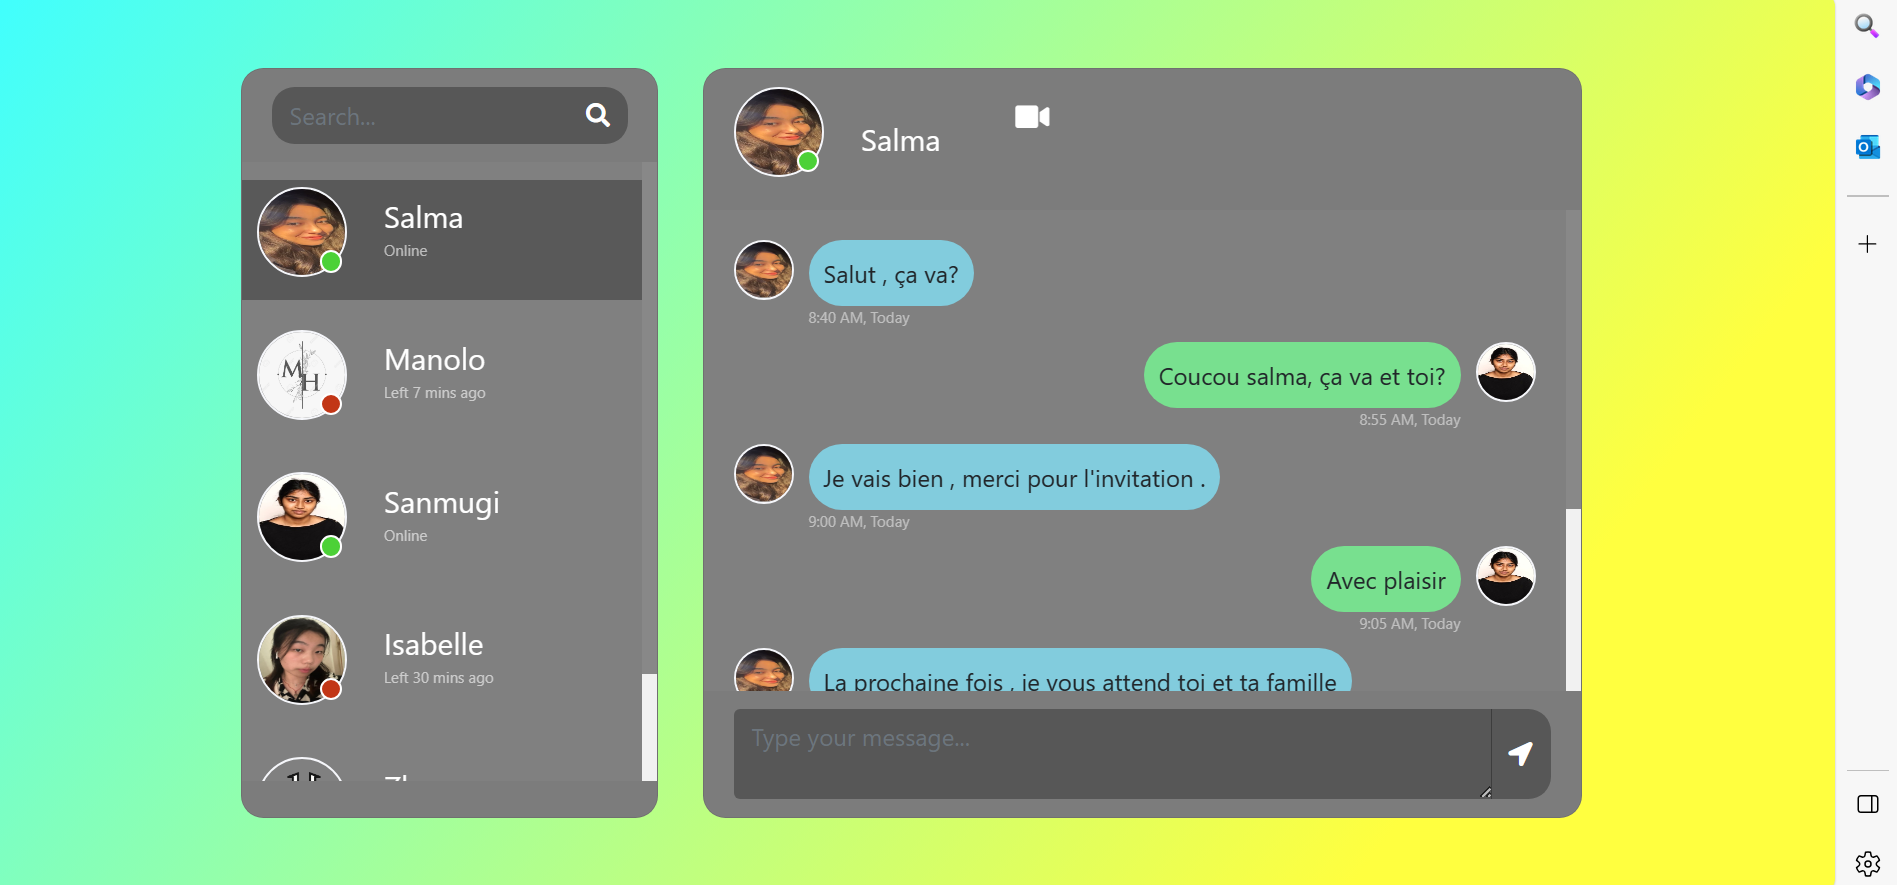 Search...
Salma
Online
Manolo
Left 7 mins ago
Sanmugi
Online
Isabelle
Left 30 mins ago
Salma
Salut , ça va?
8:40 AM, Today
Coucou salma, ça va et toi?
8:55 AM, Today
Je vais bien , merci pour l'invitation .
9:00 AM, Today
Avec plaisir
9:05 AM, Today
La prochaine fois , je vous attend toi et ta famille
Type your message...
MH